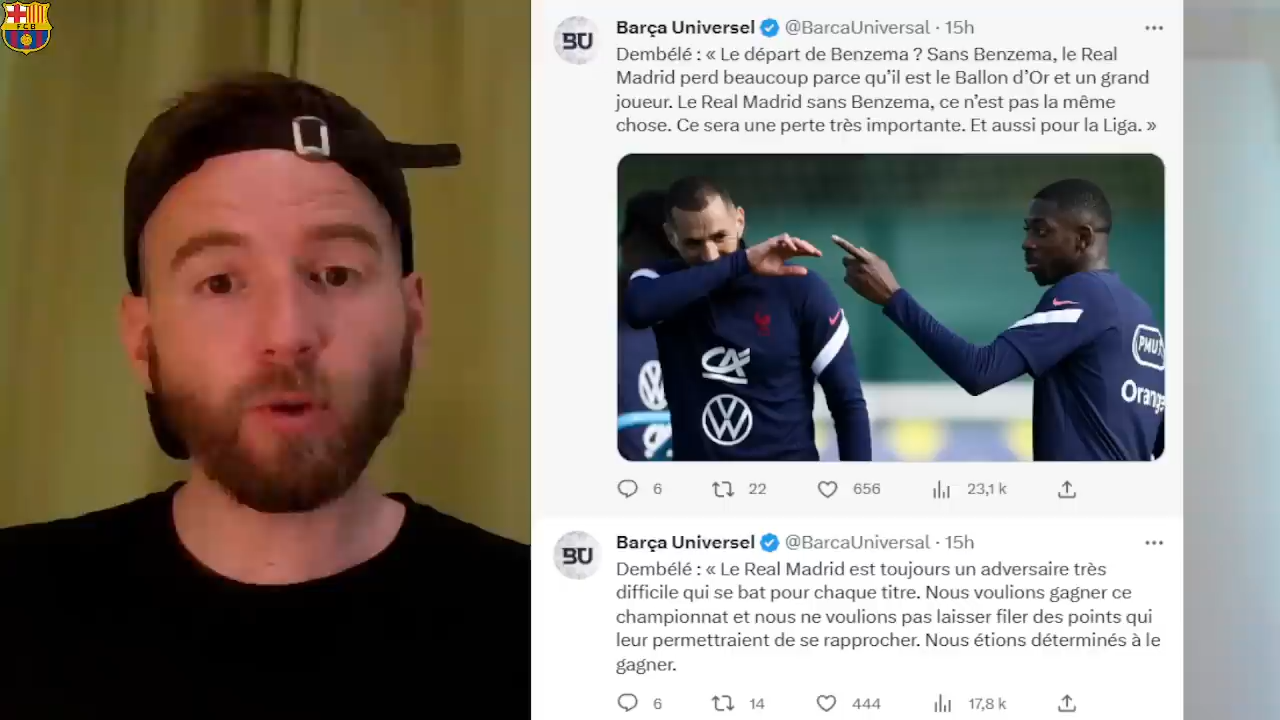 FCB
BU
Barça Universel @BarcaUniversal · 15h
Dembélé : « Le départ de Benzema ? Sans Benzema, le Real
Madrid perd beaucoup parce qu'il est le Ballon d'Or et un grand
joueur. Le Real Madrid sans Benzema, ce n'est pas la même
chose. Ce sera une perte très importante. Et aussi pour la Liga. »
CA
PMU
Orange
6 22 656 23,1 k
BU
Barça Universel @BarcaUniversal · 15h
Dembélé : « Le Real Madrid est toujours un adversaire très
difficile qui se bat pour chaque titre. Nous voulions gagner ce
championnat et nous ne voulions pas laisser filer des points qui
leur permettraient de se rapprocher. Nous étions déterminés à le
gagner.
6 14 444 17,8 k